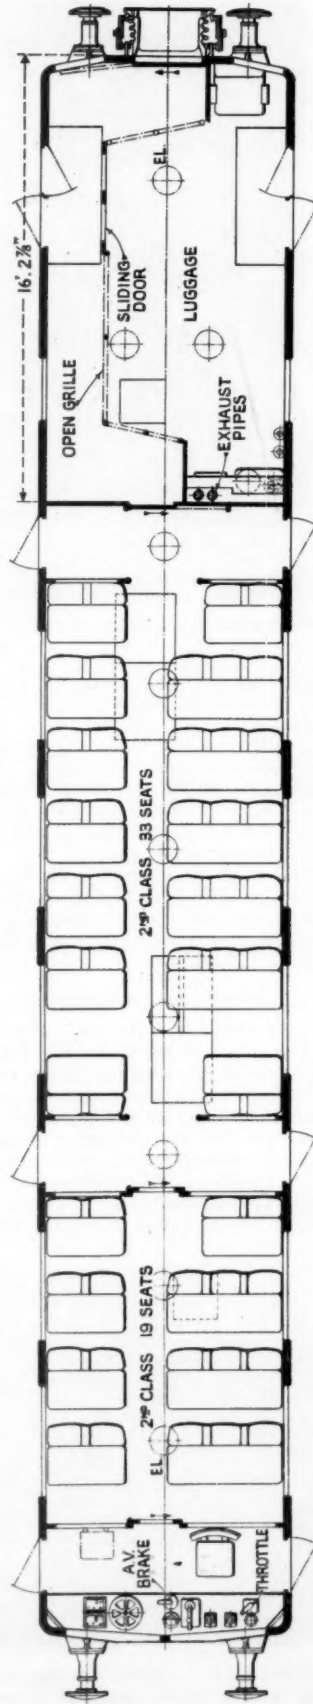 16'. 2⅞"
EL
SLIDING
DOOR
LUGGAGE
OPEN GRILLE
EXHAUST
PIPES
2ND CLASS 33 SEATS
2ND CLASS 19 SEATS
EL
A.V.
BRAKE
THROTTLE